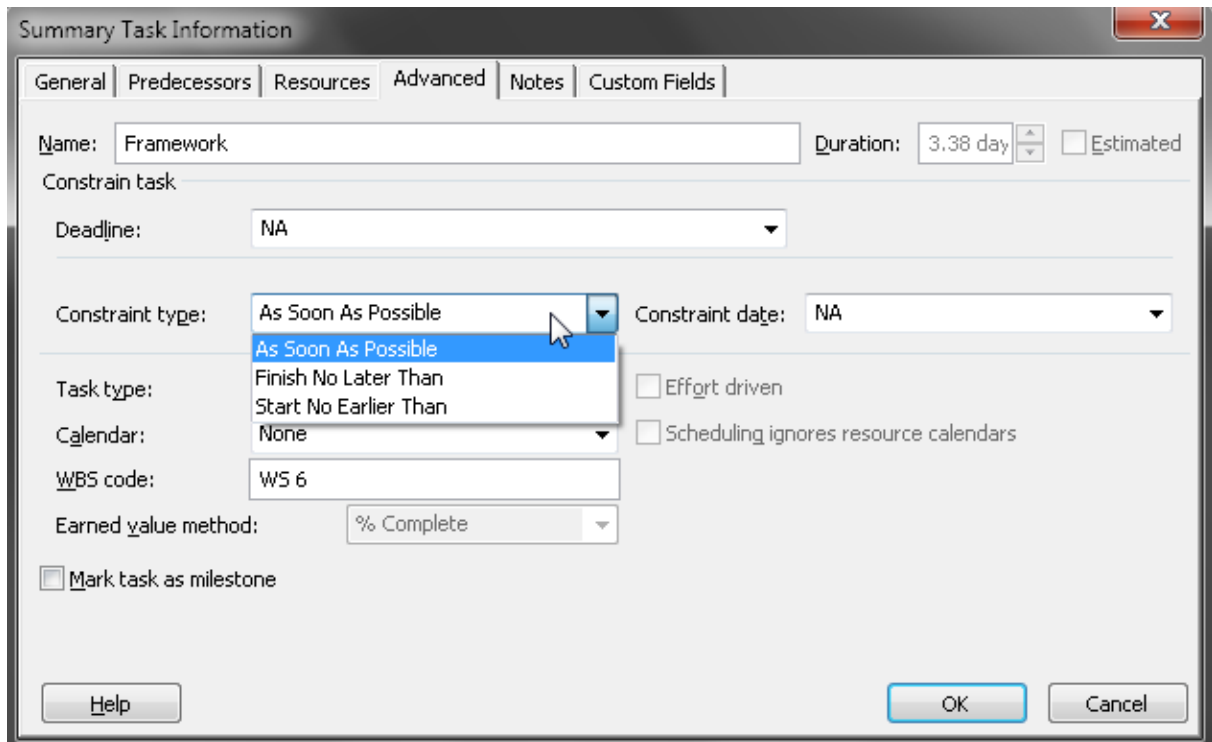 Summary Task Information
General Predecessors Resources Advanced Notes Custom Fields
Name: Framework Duration: 3.38 day Estimated
Constrain task
Deadline: NA
Constraint type: As Soon As Possible Constraint date: NA
As Soon As Possible
Finish No Later Than
Start No Earlier Than
Task type: Effort driven
Calendar: None Scheduling ignores resource calendars
WBS code: WS 6
Earned value method: % Complete
Mark task as milestone
Help OK Cancel